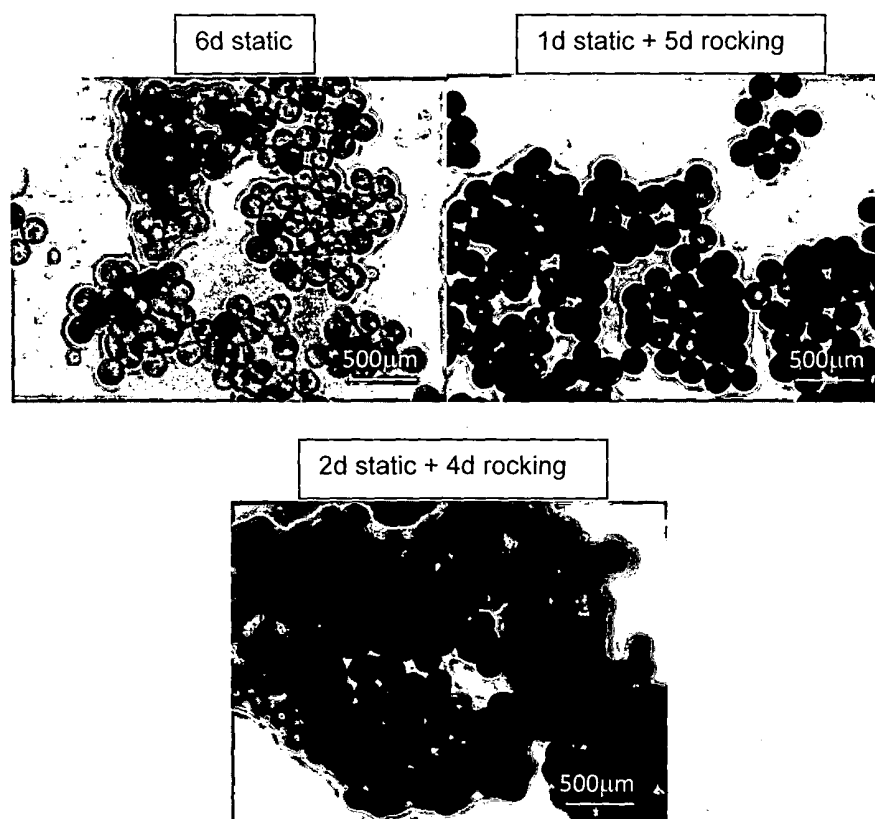 6d static
1d static + 5d rocking
500μm
500μm
2d static + 4d rocking
500μm